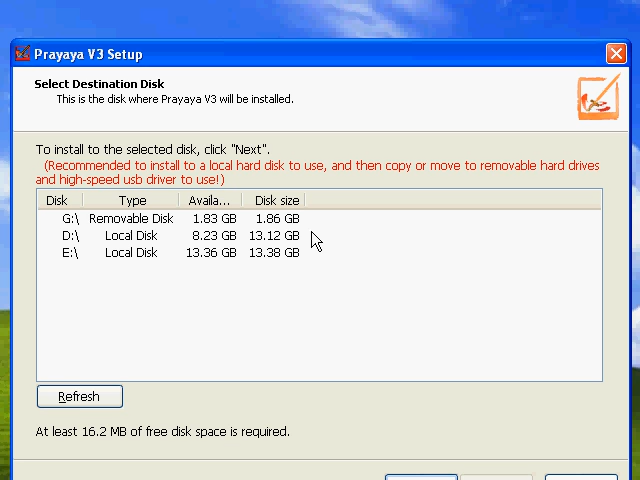 Prayaya V3 Setup
Select Destination Disk
This is the disk where Prayaya V3 will be installed.
To install to the selected disk, click "Next".
(Recommended to install to a local hard disk to use, and then copy or move to removable hard drives
and high-speed usb driver to use!)
Disk Type Availa... Disk size
G:\ Removable Disk 1.83 GB 1.86 GB
D:\ Local Disk 8.23 GB 13.12 GB
E:\ Local Disk 13.36 GB 13.38 GB
Refresh
At least 16.2 MB of free disk space is required.